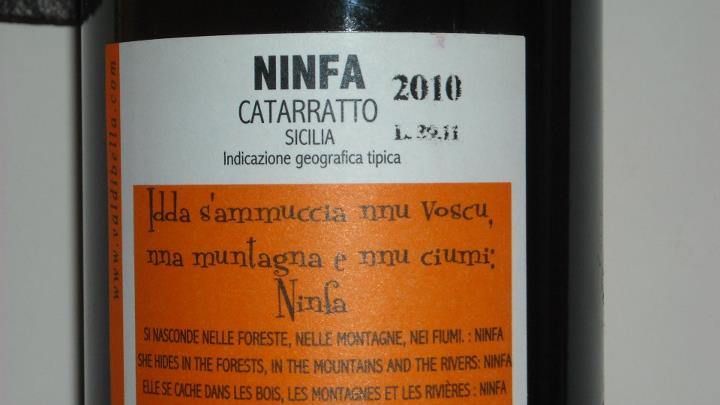 NINFA
2010
CATARRATTO
SICILIA
L. 39.11
Indicazione geografica tipica
www.valdibella.com
Idda s'ammuccia nnu voscu,
nna muntagna e nnu ciumi:
Ninfa
SI NASCONDE NELLE FORESTE, NELLE MONTAGNE, NEI FIUMI. : NINFA
SHE HIDES IN THE FORESTS, IN THE MOUNTAINS AND THE RIVERS: NINFA
ELLE SE CACHE DANS LES BOIS, LES MONTAGNES ET LES RIVIÈRES : NINFA